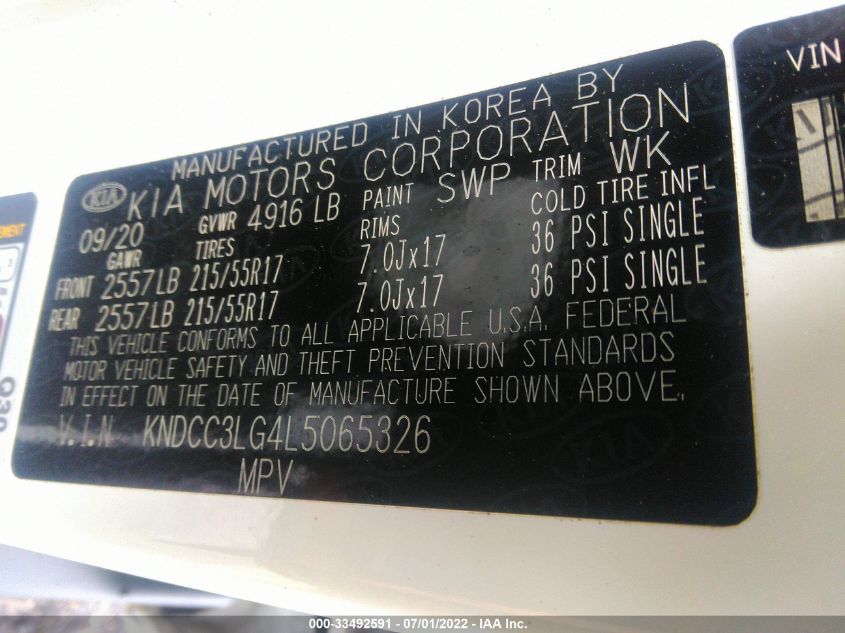 MANUFACTURED IN KOREA BY
KIA KIA MOTORS CORPORATION
09/20 GVWR 4916 LB PAINT SWP TRIM WK
GAWR TIRES RIMS COLD TIRE INFL
FRONT 2557LB 215/55R17 7.0Jx17 36 PSI SINGLE
REAR 2557LB 215/55R17 7.0Jx17 36 PSI SINGLE
THIS VEHICLE CONFORMS TO ALL APPLICABLE U.S.A. FEDERAL
MOTOR VEHICLE SAFETY AND THEFT PREVENTION STANDARDS
IN EFFECT ON THE DATE OF MANUFACTURE SHOWN ABOVE.
V.I.N KNDCC3LG4L5065326
MPV
VIN
000-33492591 / 07/01/2022 - IAA Inc.